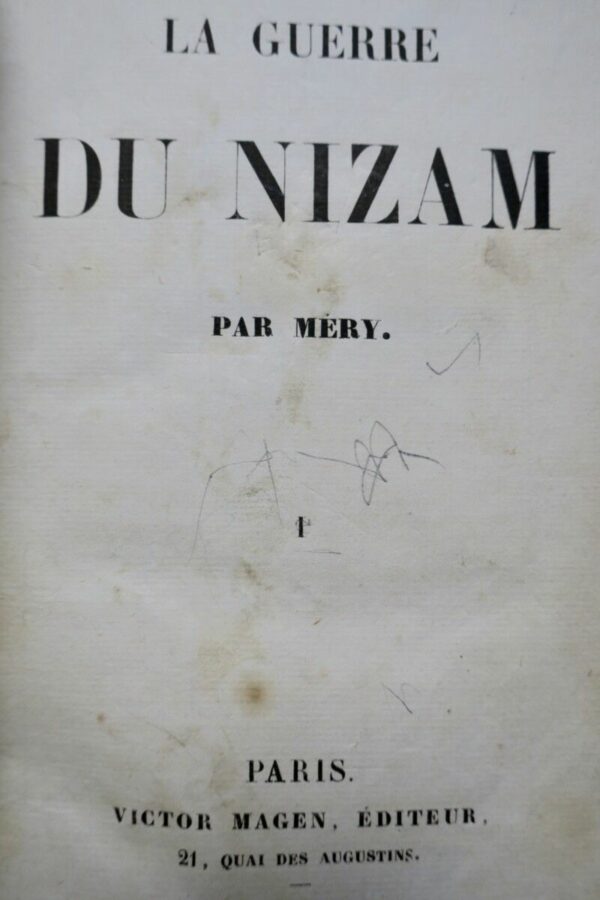 LA GUERRE
DU NIZAM
PAR MÉRY.
I
PARIS.
VICTOR MAGEN, ÉDITEUR,
21, QUAI DES AUGUSTINS.